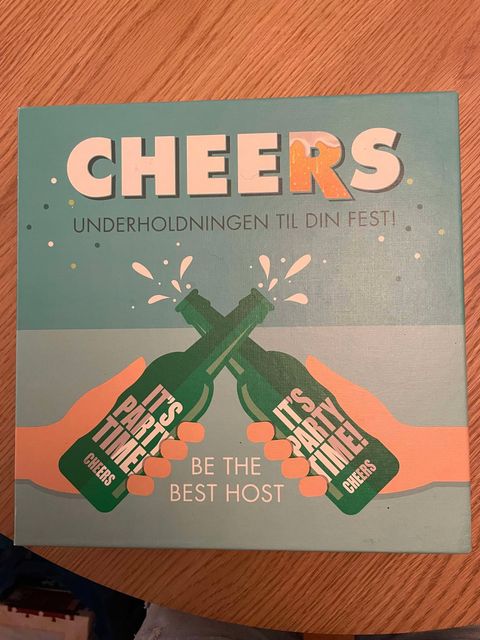 CHEERS
UNDERHOLDNINGEN TIL DIN FEST!
IT'S
PARTY
TIME!
CHEERS
IT'S
PARTY
TIME!
CHEERS
BE THE
BEST HOST